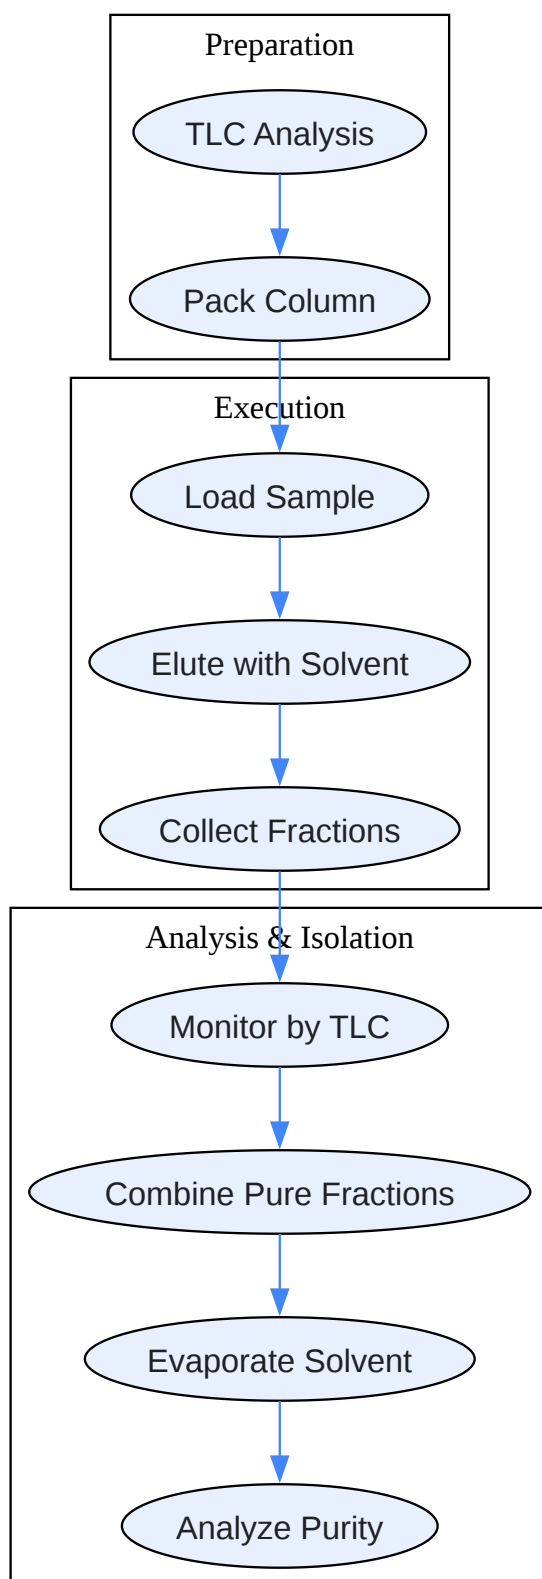 Preparation
TLC Analysis
Pack Column
Execution
Load Sample
Elute with Solvent
Collect Fractions
Analysis & Isolation
Monitor by TLC
Combine Pure Fractions
Evaporate Solvent
Analyze Purity